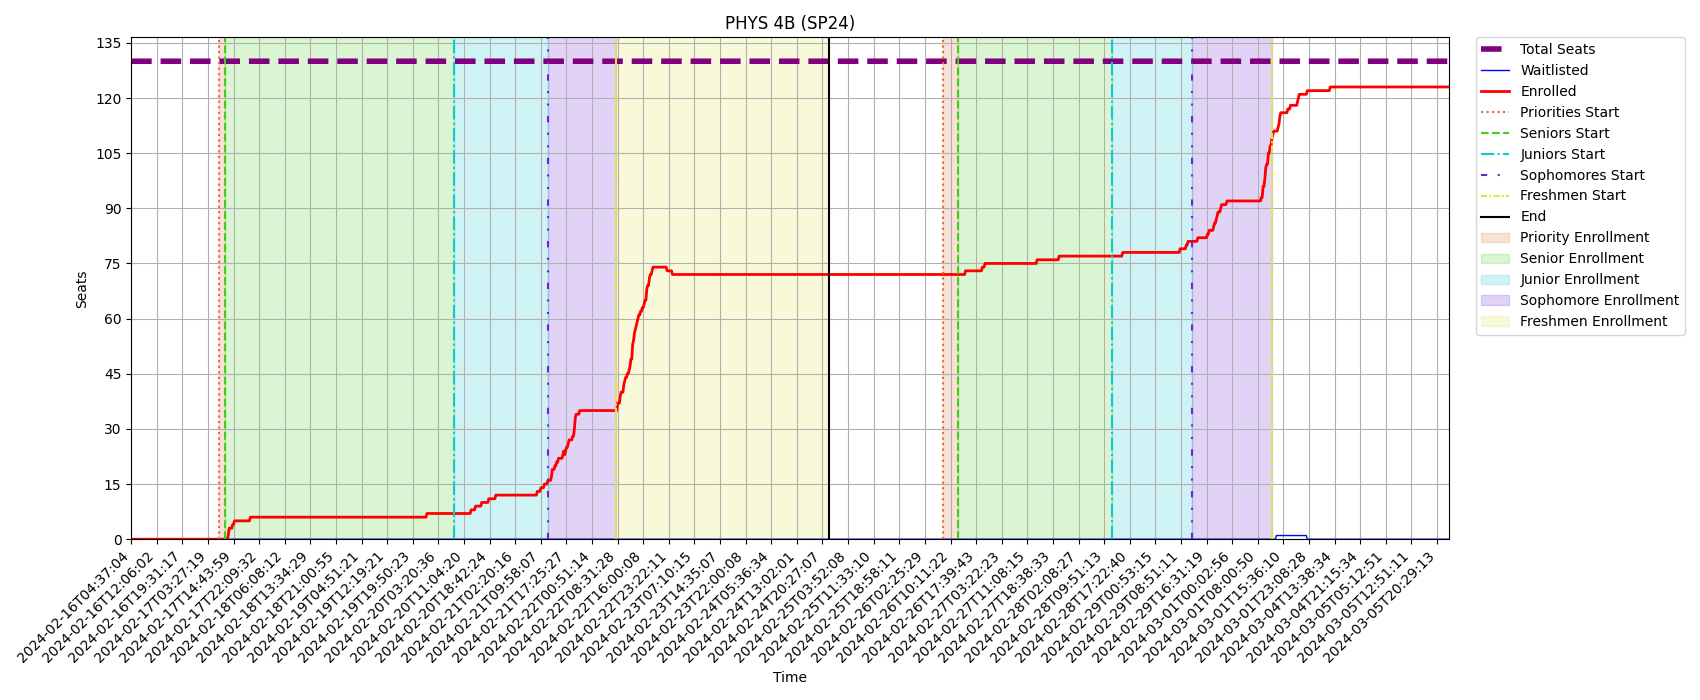 PHYS 4B (SP24)
Seats
135
120
105
90
75
60
45
30
15
0
2024-02-16T04:37:04
2024-02-16T12:06:02
2024-02-16T19:31:17
2024-02-17T03:27:19
2024-02-17T14:43:59
2024-02-17T22:09:32
2024-02-18T06:08:12
2024-02-18T13:34:29
2024-02-18T21:00:55
2024-02-19T04:51:21
2024-02-19T12:19:21
2024-02-19T19:50:23
2024-02-20T03:20:36
2024-02-20T11:04:20
2024-02-20T18:42:24
2024-02-21T02:20:16
2024-02-21T09:58:07
2024-02-21T17:25:27
2024-02-22T00:51:14
2024-02-22T08:31:28
2024-02-22T16:00:08
2024-02-22T23:22:11
2024-02-23T07:10:15
2024-02-23T14:35:07
2024-02-23T22:00:08
2024-02-24T05:36:34
2024-02-24T13:02:01
2024-02-24T20:27:07
2024-02-25T03:52:08
2024-02-25T11:33:10
2024-02-25T18:58:11
2024-02-26T02:25:29
2024-02-26T10:11:22
2024-02-26T17:39:43
2024-02-27T03:22:23
2024-02-27T11:08:15
2024-02-27T18:38:33
2024-02-28T02:08:27
2024-02-28T09:51:13
2024-02-28T17:22:40
2024-02-29T00:53:15
2024-02-29T08:51:11
2024-02-29T16:31:19
2024-03-01T00:02:56
2024-03-01T08:00:50
2024-03-01T15:36:10
2024-03-01T23:08:28
2024-03-04T13:38:34
2024-03-04T21:15:34
2024-03-05T05:12:51
2024-03-05T12:51:11
2024-03-05T20:29:13
Time
Total Seats
Waitlisted
Enrolled
Priorities Start
Seniors Start
Juniors Start
Sophomores Start
Freshmen Start
End
Priority Enrollment
Senior Enrollment
Junior Enrollment
Sophomore Enrollment
Freshmen Enrollment